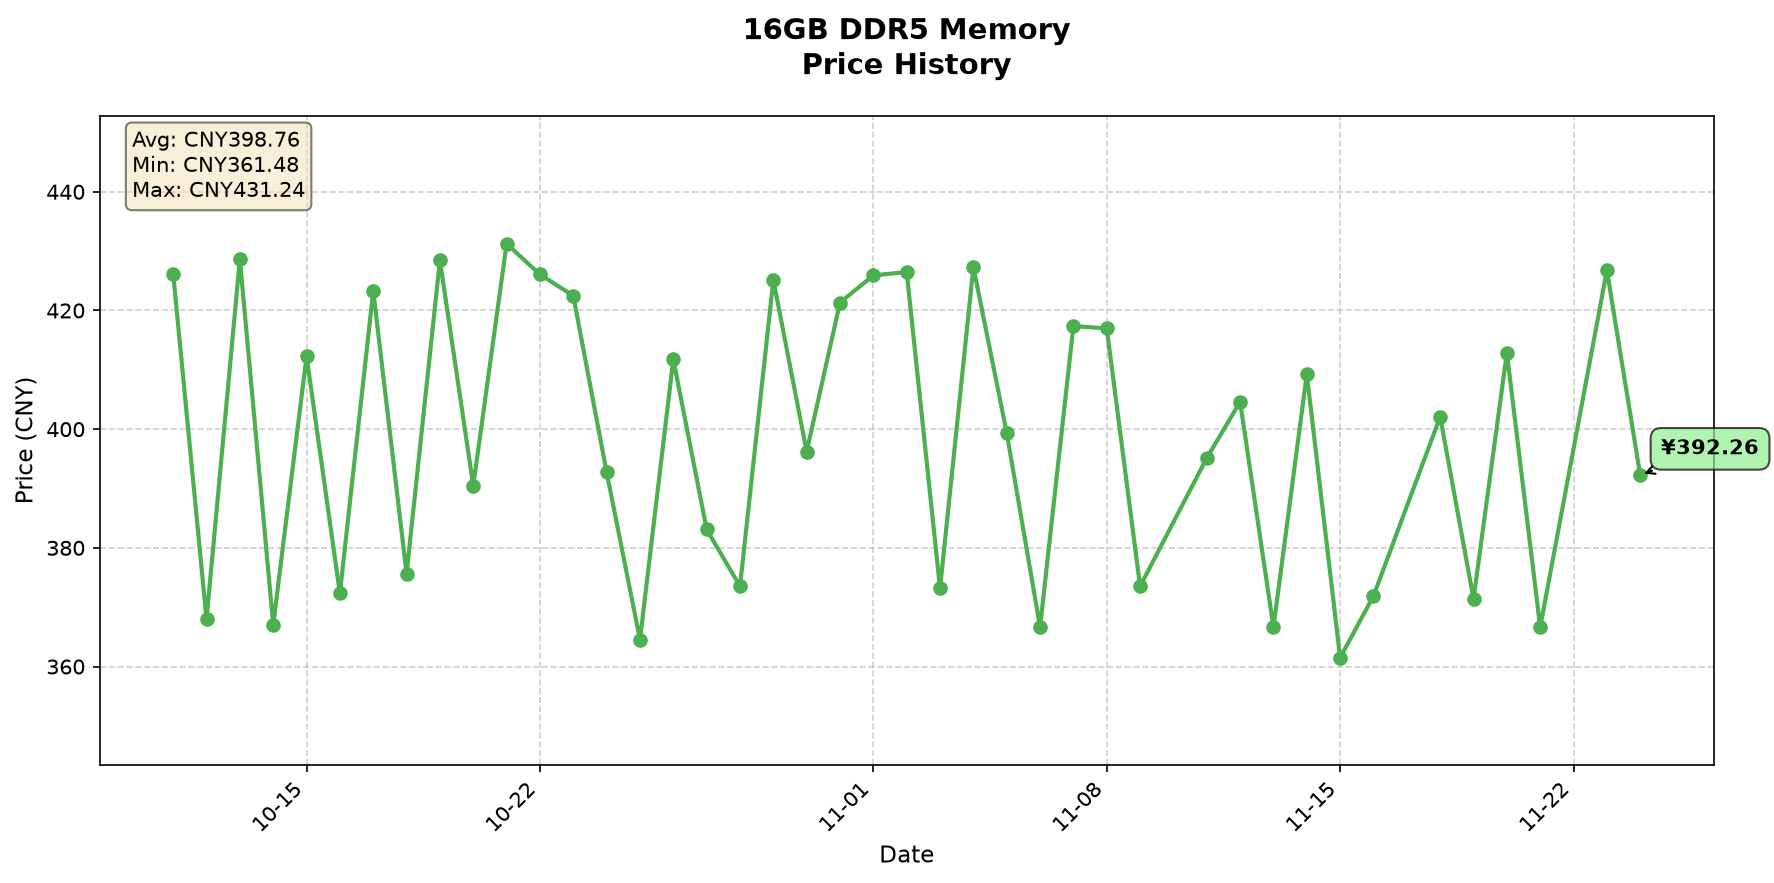 16GB DDR5 Memory
Price History
Avg: CNY398.76
Min: CNY361.48
Max: CNY431.24
440
420
400
380
360
Price (CNY)
¥392.26
10-15
10-22
11-01
11-08
11-15
11-22
Date